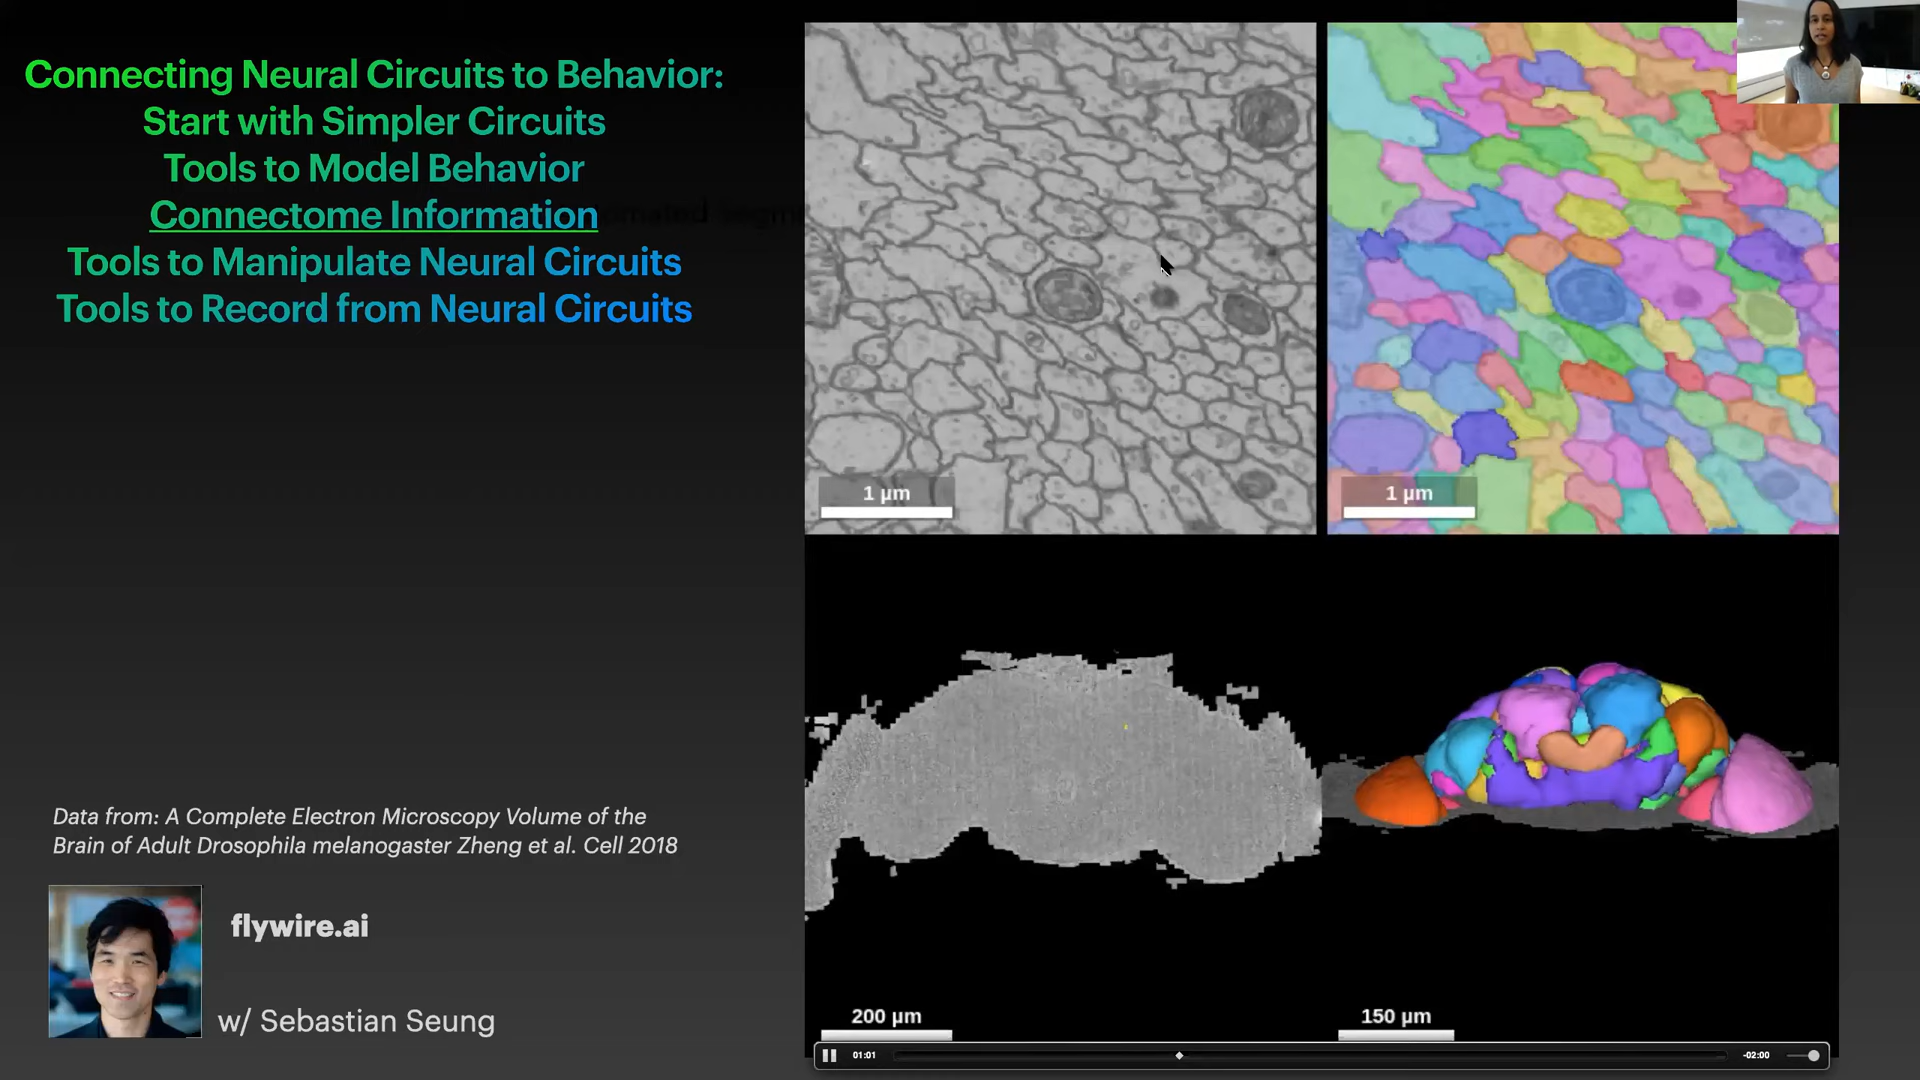 Connecting Neural Circuits to Behavior:
Start with Simpler Circuits
Tools to Model Behavior
Connectome Information
Tools to Manipulate Neural Circuits
Tools to Record from Neural Circuits
1 µm
1 µm
Data from: A Complete Electron Microscopy Volume of the
Brain of Adult Drosophila melanogaster Zheng et al. Cell 2018
flywire.ai
w/ Sebastian Seung
200 µm
150 µm
01:01
-02:00